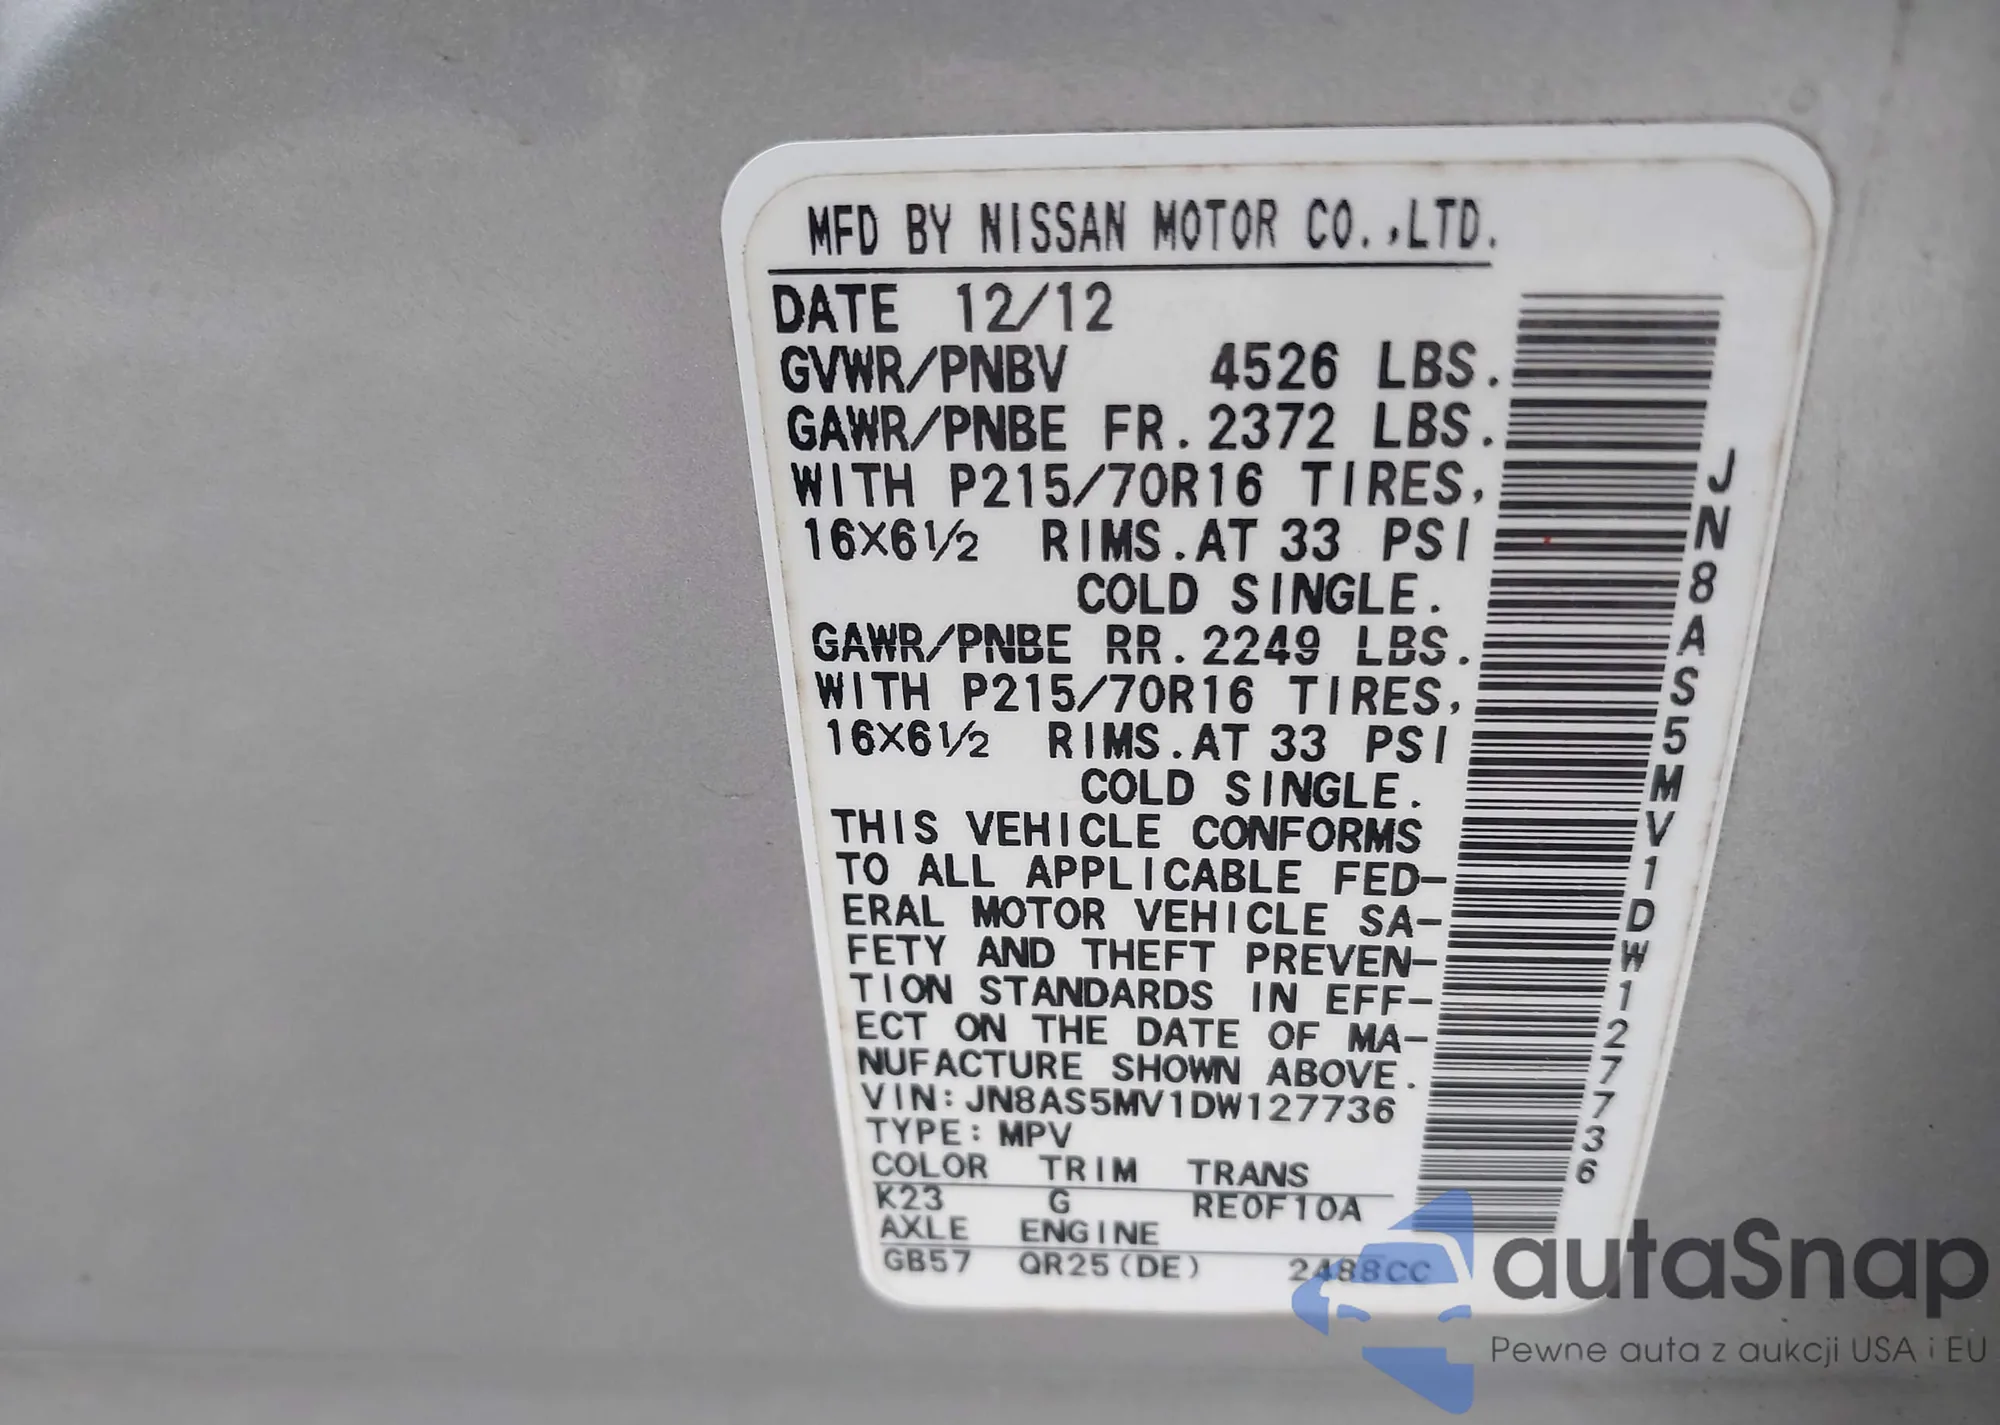 MFD BY NISSAN MOTOR CO.,LTD.
DATE 12/12
GVWR/PNBV 4526 LBS.
GAWR/PNBE FR.2372 LBS.
WITH P215/70R16 TIRES,
16X6½ RIMS.AT 33 PSI
COLD SINGLE.
GAWR/PNBE RR.2249 LBS.
WITH P215/70R16 TIRES,
16X6½ RIMS.AT 33 PSI
COLD SINGLE.
THIS VEHICLE CONFORMS
TO ALL APPLICABLE FED-
ERAL MOTOR VEHICLE SA-
FETY AND THEFT PREVEN-
TION STANDARDS IN EFF-
ECT ON THE DATE OF MA-
NUFACTURE SHOWN ABOVE.
VIN:JN8AS5MV1DW127736
TYPE:MPV
COLOR TRIM TRANS
K23 G RE0F10A
AXLE ENGINE
GB57 QR25(DE) 2488CC
JN8AS5MV1DW127736
autaSnap
Pewne auta z aukcji USA i EU